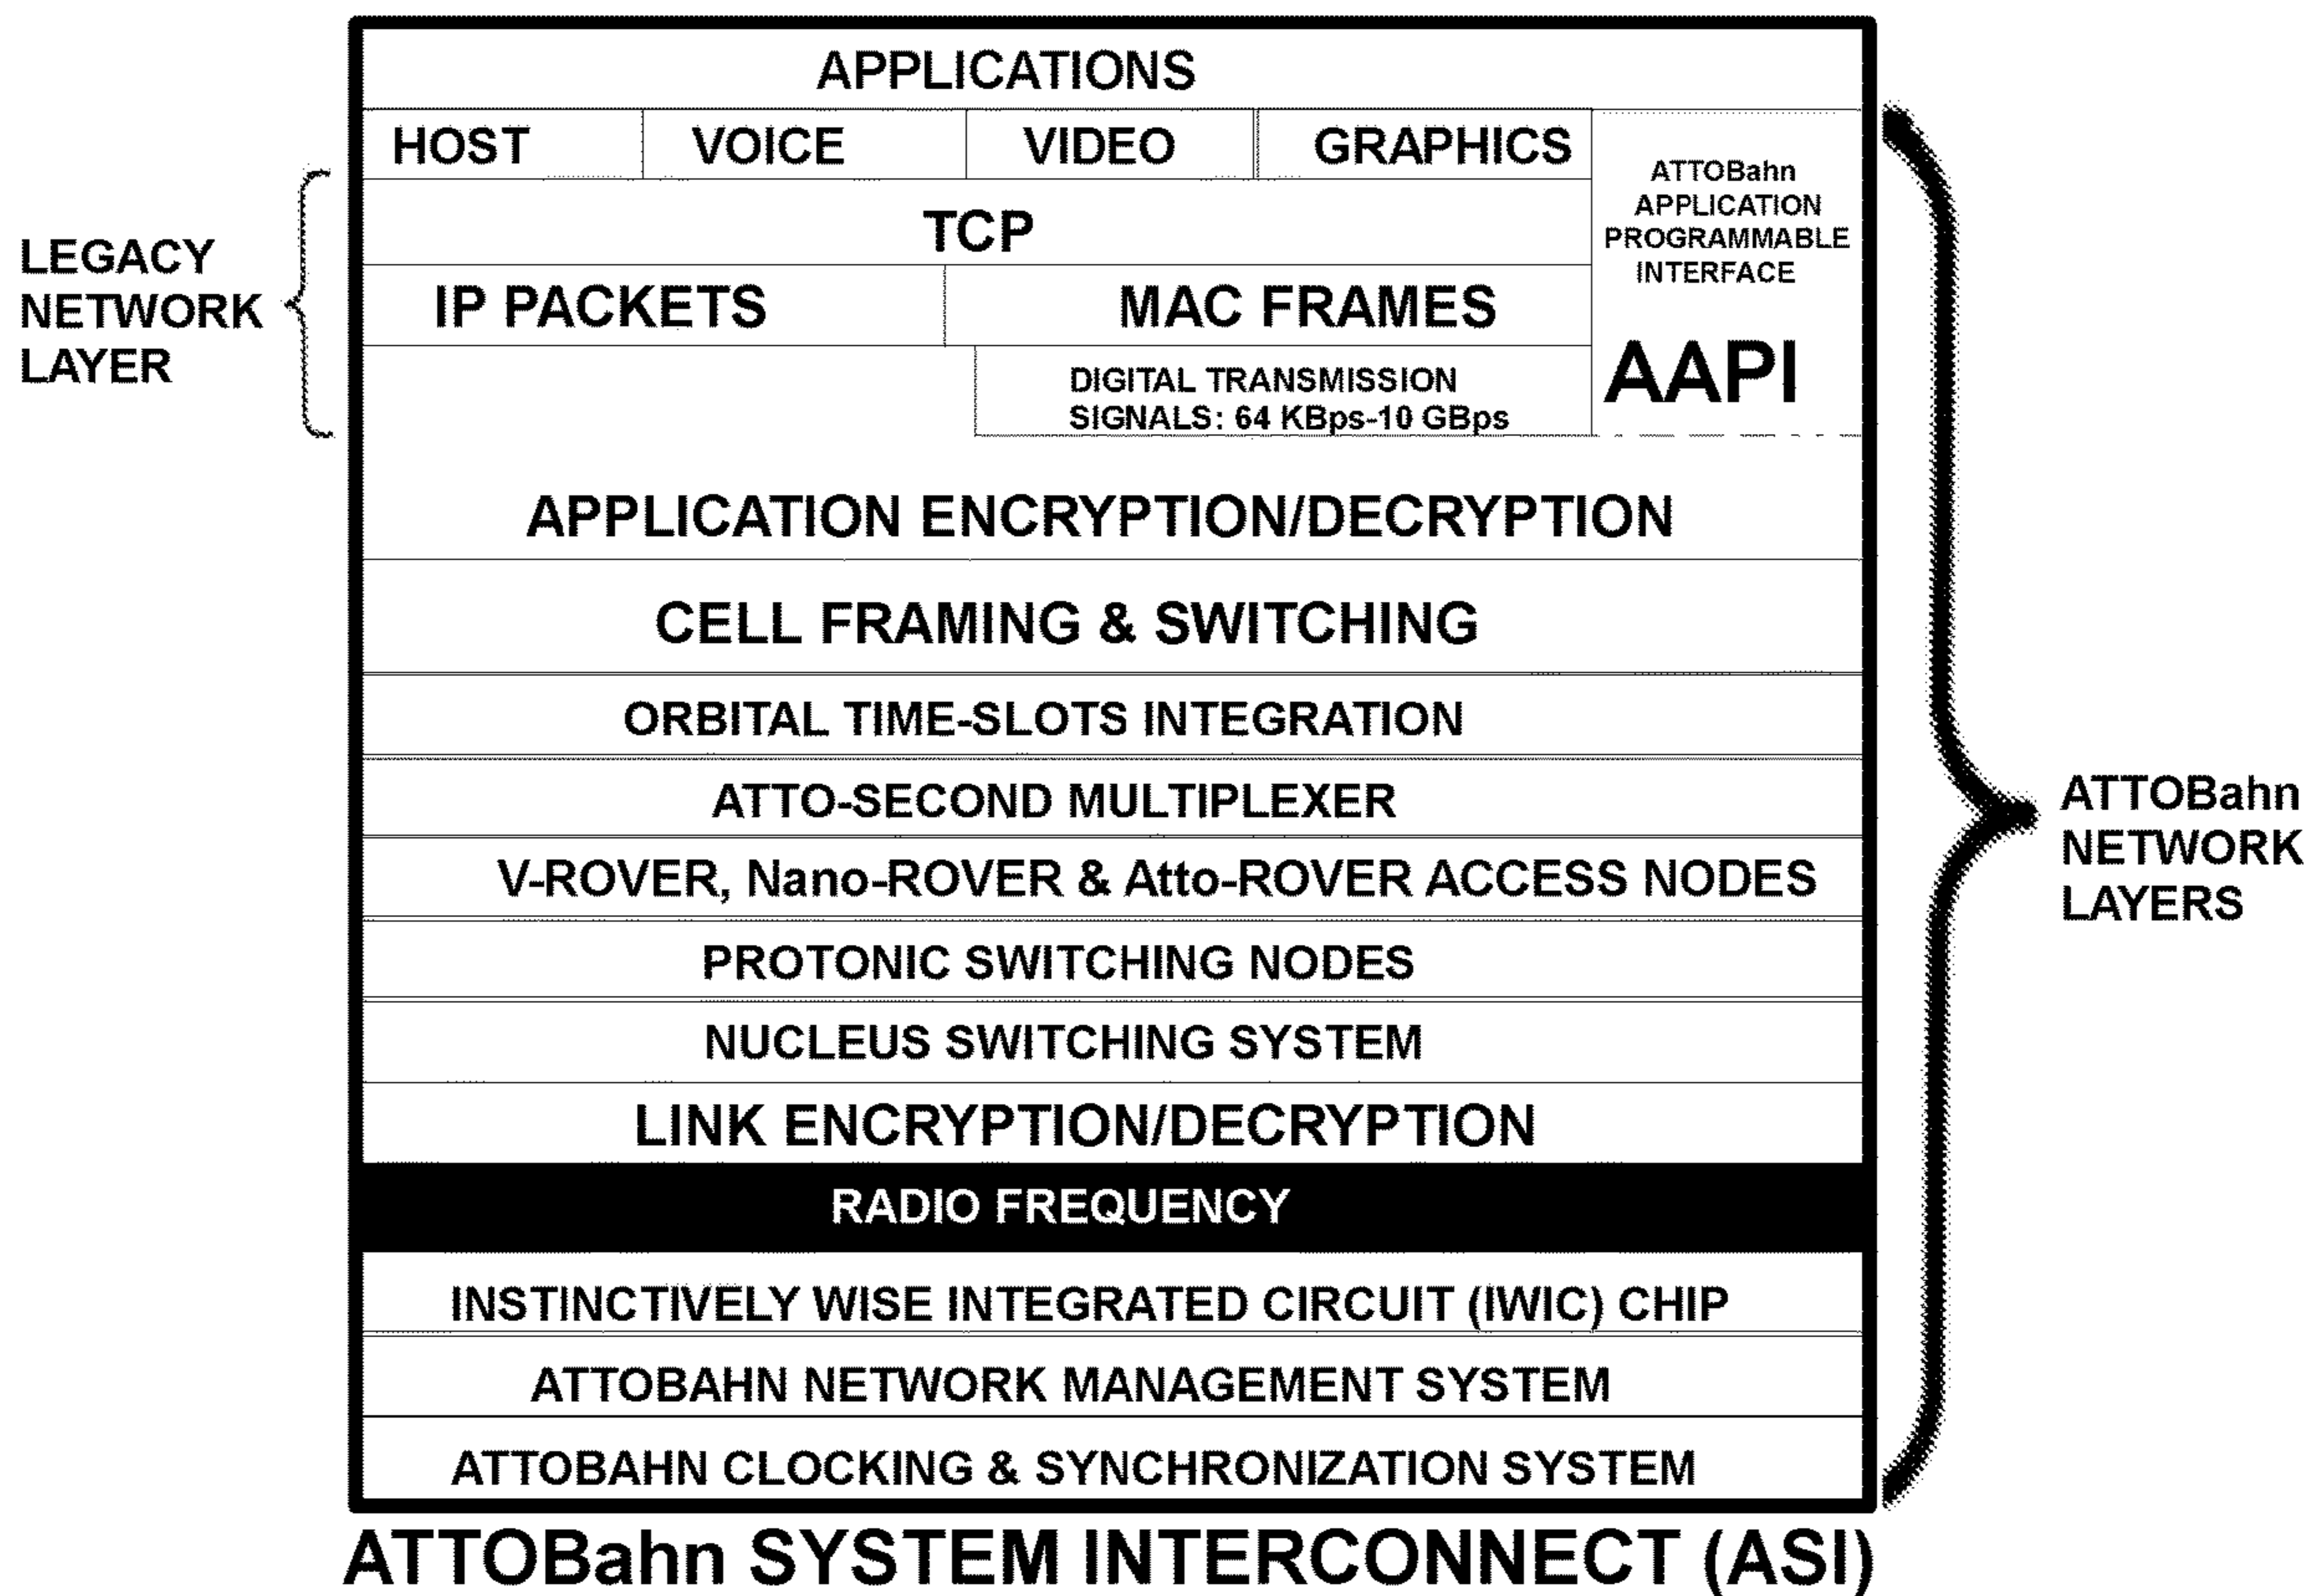 APPLICATIONS
HOST
VOICE
VIDEO
GRAPHICS
ATTOBahn
APPLICATION
PROGRAMMABLE
INTERFACE
AAPI
TCP
IP PACKETS
MAC FRAMES
DIGITAL TRANSMISSION
SIGNALS: 64 KBps-10 GBps
LEGACY
NETWORK
LAYER
APPLICATION ENCRYPTION/DECRYPTION
CELL FRAMING & SWITCHING
ORBITAL TIME-SLOTS INTEGRATION
ATTO-SECOND MULTIPLEXER
V-ROVER, Nano-ROVER & Atto-ROVER ACCESS NODES
PROTONIC SWITCHING NODES
NUCLEUS SWITCHING SYSTEM
LINK ENCRYPTION/DECRYPTION
RADIO FREQUENCY
INSTINCTIVELY WISE INTEGRATED CIRCUIT (IWIC) CHIP
ATTOBAHN NETWORK MANAGEMENT SYSTEM
ATTOBAHN CLOCKING & SYNCHRONIZATION SYSTEM
ATTOBahn
NETWORK
LAYERS
ATTOBahn SYSTEM INTERCONNECT (ASI)